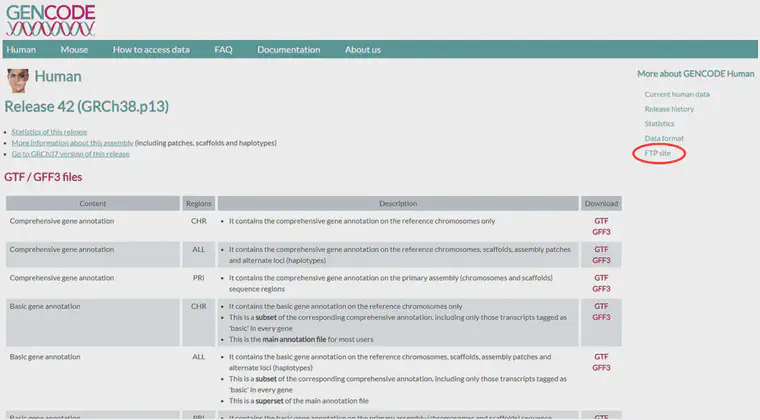 GENCODE
Human Mouse How to access data FAQ Documentation About us
Human
Release 42 (GRCh38.p13)
• Statistics of this release
• More information about this assembly (including patches, scaffolds and haplotypes)
• Go to GRCh37 version of this release
GTF / GFF3 files
Content Regions Description Download
Comprehensive gene annotation CHR • It contains the comprehensive gene annotation on the reference chromosomes only GTF
GFF3
Comprehensive gene annotation ALL • It contains the comprehensive gene annotation on the reference chromosomes, scaffolds, assembly patches GTF
and alternate loci (haplotypes) GFF3
Comprehensive gene annotation PRI • It contains the comprehensive gene annotation on the primary assembly (chromosomes and scaffolds) GTF
sequence regions GFF3
Basic gene annotation CHR • It contains the basic gene annotation on the reference chromosomes only GTF
• This is a subset of the corresponding comprehensive annotation, including only those transcripts tagged as GFF3
'basic' in every gene
• This is the main annotation file for most users
Basic gene annotation ALL • It contains the basic gene annotation on the reference chromosomes, scaffolds, assembly patches and GTF
alternate loci (haplotypes) GFF3
• This is a subset of the corresponding comprehensive annotation, including only those transcripts tagged as
'basic' in every gene
• This is a superset of the main annotation file
Basic gene annotation PRI • It contains the basic gene annotation on the primary assembly (chromosomes and scaffolds) sequence GTF
More about GENCODE Human
Current human data
Release history
Statistics
Data format
FTP site